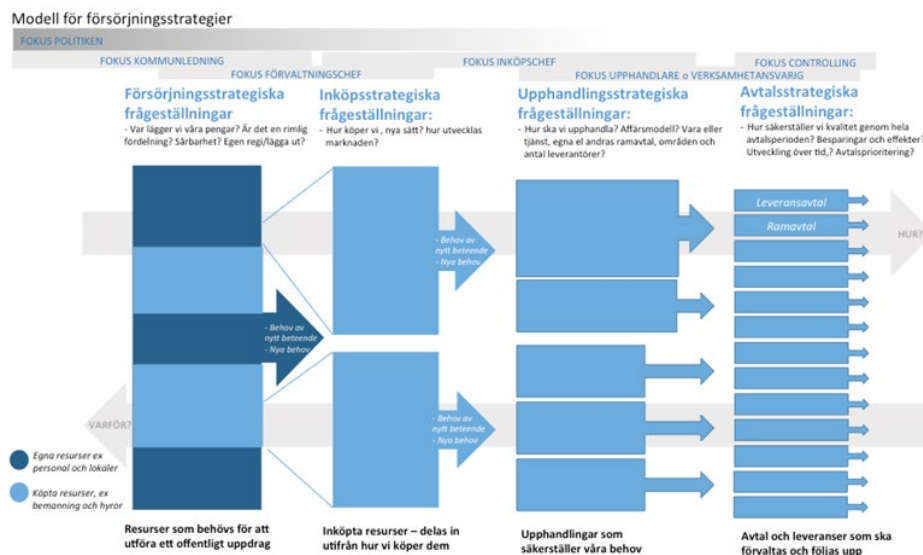 Modell för försörjningsstrategier
FOKUS POLITIKEN
FOKUS KOMMUNLEDNING
FOKUS INKÖPSCHEF
FOKUS CONTROLLING
FOKUS FÖRVALTNINGSCHEF
FOKUS UPPHANDLARE o VERKSAMHETANSVARIG
Försörjningsstrategiska
frågeställningar
- Var lägger vi våra pengar? Är det en rimlig
fördelning? Sårbarhet? Egen regi/lägga ut?
Inköpsstrategiska
frågeställningar:
- Hur köper vi , nya sätt? hur utvecklas
marknaden?
Upphandlingsstrategiska
frågeställningar:
- Hur ska vi upphandla? Affärsmodell? Vara eller
tjänst, egna el andras ramavtal, områden och
antal leverantörer?
Avtalsstrategiska
frågeställningar:
- Hur säkerställer vi kvalitet genom hela
avtalsperioden? Besparingar och effekter?
Utveckling över tid,? Avtalsprioritering?
Leveransavtal
Ramavtal
HUR?
- Behov av
nytt beteende
- Nya behov
- Behov av
nytt beteende
- Nya behov
- Behov av
nytt beteende
- Nya behov
VARFÖR?
Egna resurser ex
personal och lokaler
Köpta resurser, ex
bemanning och hyror
Resurser som behövs för att
utföra ett offentligt uppdrag
Inköpta resurser – delas in
utifrån hur vi köper dem
Upphandlingar som
säkerställer våra behov
Avtal och leveranser som ska
förvaltas och följas upp